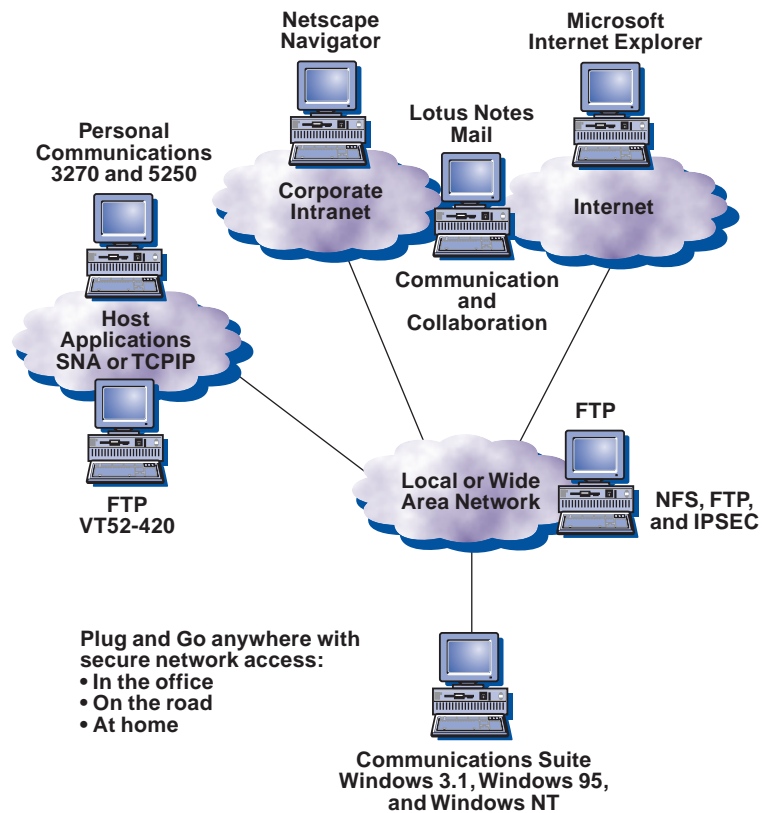 Netscape
Navigator
Microsoft
Internet Explorer
Lotus Notes
Mail
Personal
Communications
3270 and 5250
Corporate
Intranet
Internet
Communication
and
Collaboration
Host
Applications
SNA or TCPIP
FTP
VT52-420
FTP
Local or Wide
Area Network
NFS, FTP,
and IPSEC
Plug and Go anywhere with
secure network access:
• In the office
• On the road
• At home
Communications Suite
Windows 3.1, Windows 95,
and Windows NT